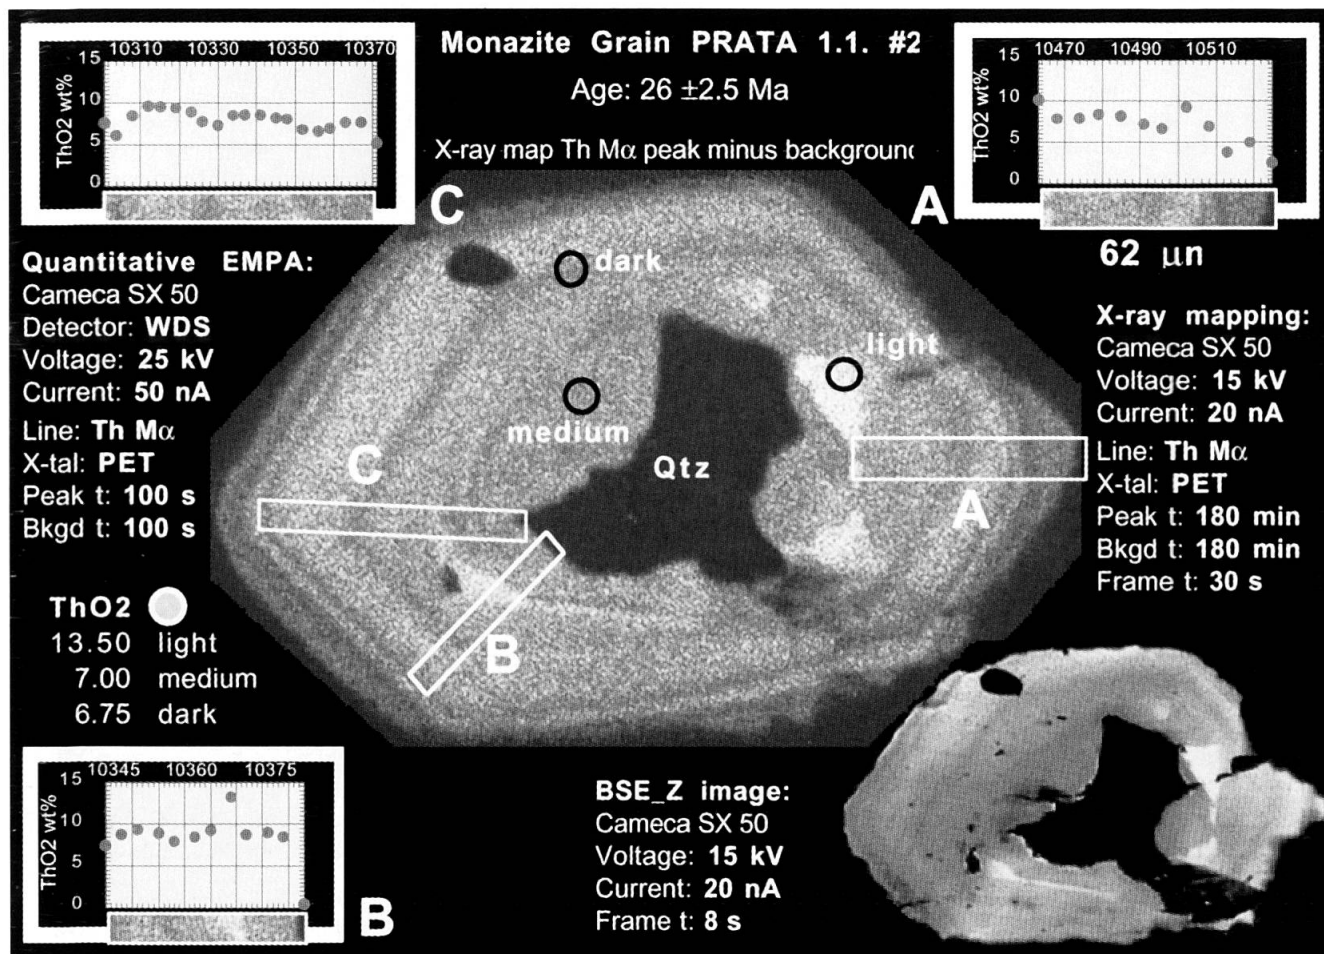 Monazite Grain PRATA 1.1. #2
Age: 26 ±2.5 Ma
X-ray map Th Mα peak minus background
10310 10330 10350 10370
15
10
5
0
ThO2 wt%
C
10470 10490 10510
15
10
5
0
ThO2 wt%
A
62 μn
Quantitative EMPA:
Cameca SX 50
Detector: WDS
Voltage: 25 kV
Current: 50 nA
Line: Th Mα
X-tal: PET
Peak t: 100 s
Bkgd t: 100 s
dark
light
medium
Qtz
C
A
B
X-ray mapping:
Cameca SX 50
Voltage: 15 kV
Current: 20 nA
Line: Th Mα
X-tal: PET
Peak t: 180 min
Bkgd t: 180 min
Frame t: 30 s
ThO2
13.50 light
7.00 medium
6.75 dark
10345 10360 10375
15
10
5
0
ThO2 wt%
B
BSE_Z image:
Cameca SX 50
Voltage: 15 kV
Current: 20 nA
Frame t: 8 s